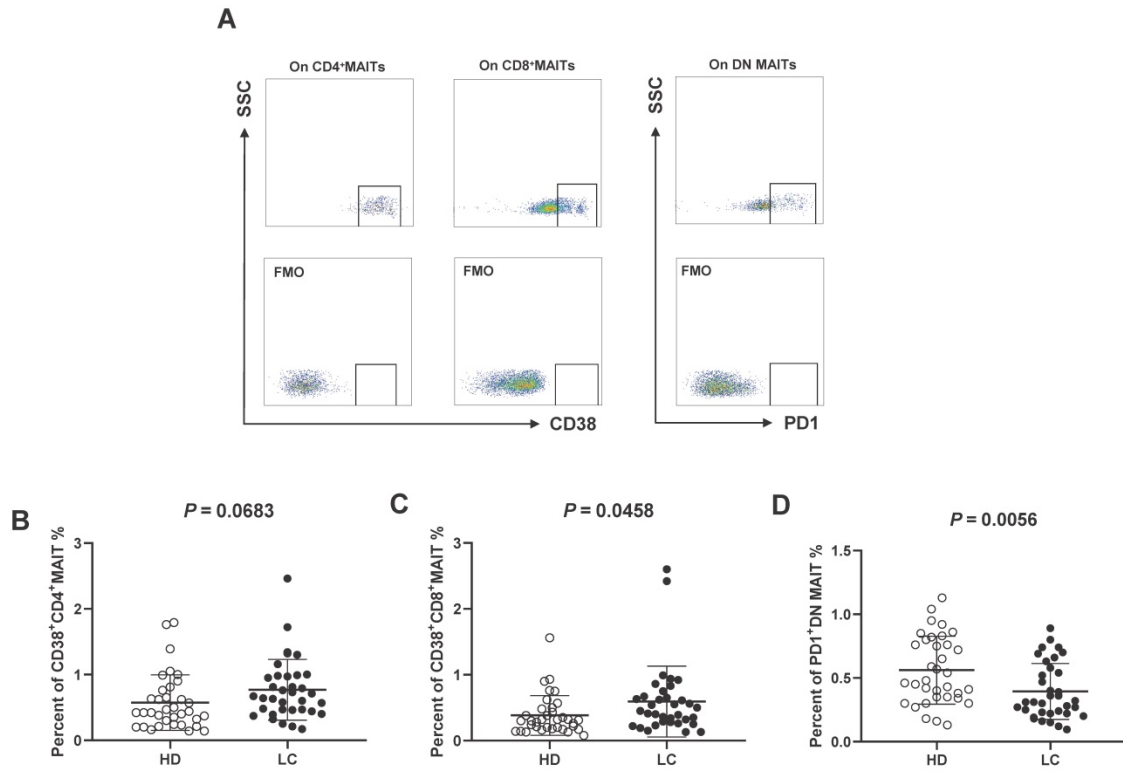 A
On CD4⁺MAITs
On CD8⁺MAITs
On DN MAITs
SSC
SSC
FMO
FMO
FMO
CD38
PD1
B
P = 0.0683
Percent of CD38⁺CD4⁺MAIT %
3
2
1
0
HD
LC
C
P = 0.0458
Percent of CD38⁺CD8⁺MAIT %
3
2
1
0
HD
LC
D
P = 0.0056
Percent of PD1⁺DN MAIT %
1.5
1.0
0.5
0.0
HD
LC